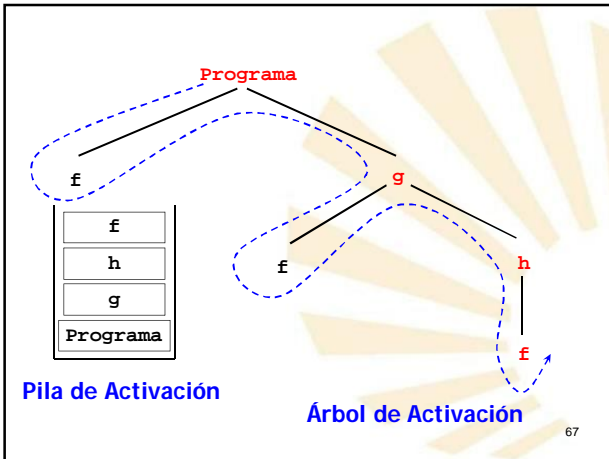 Programa
f
g
f
h
f
f
h
g
Programa
Pila de Activación
Árbol de Activación
67